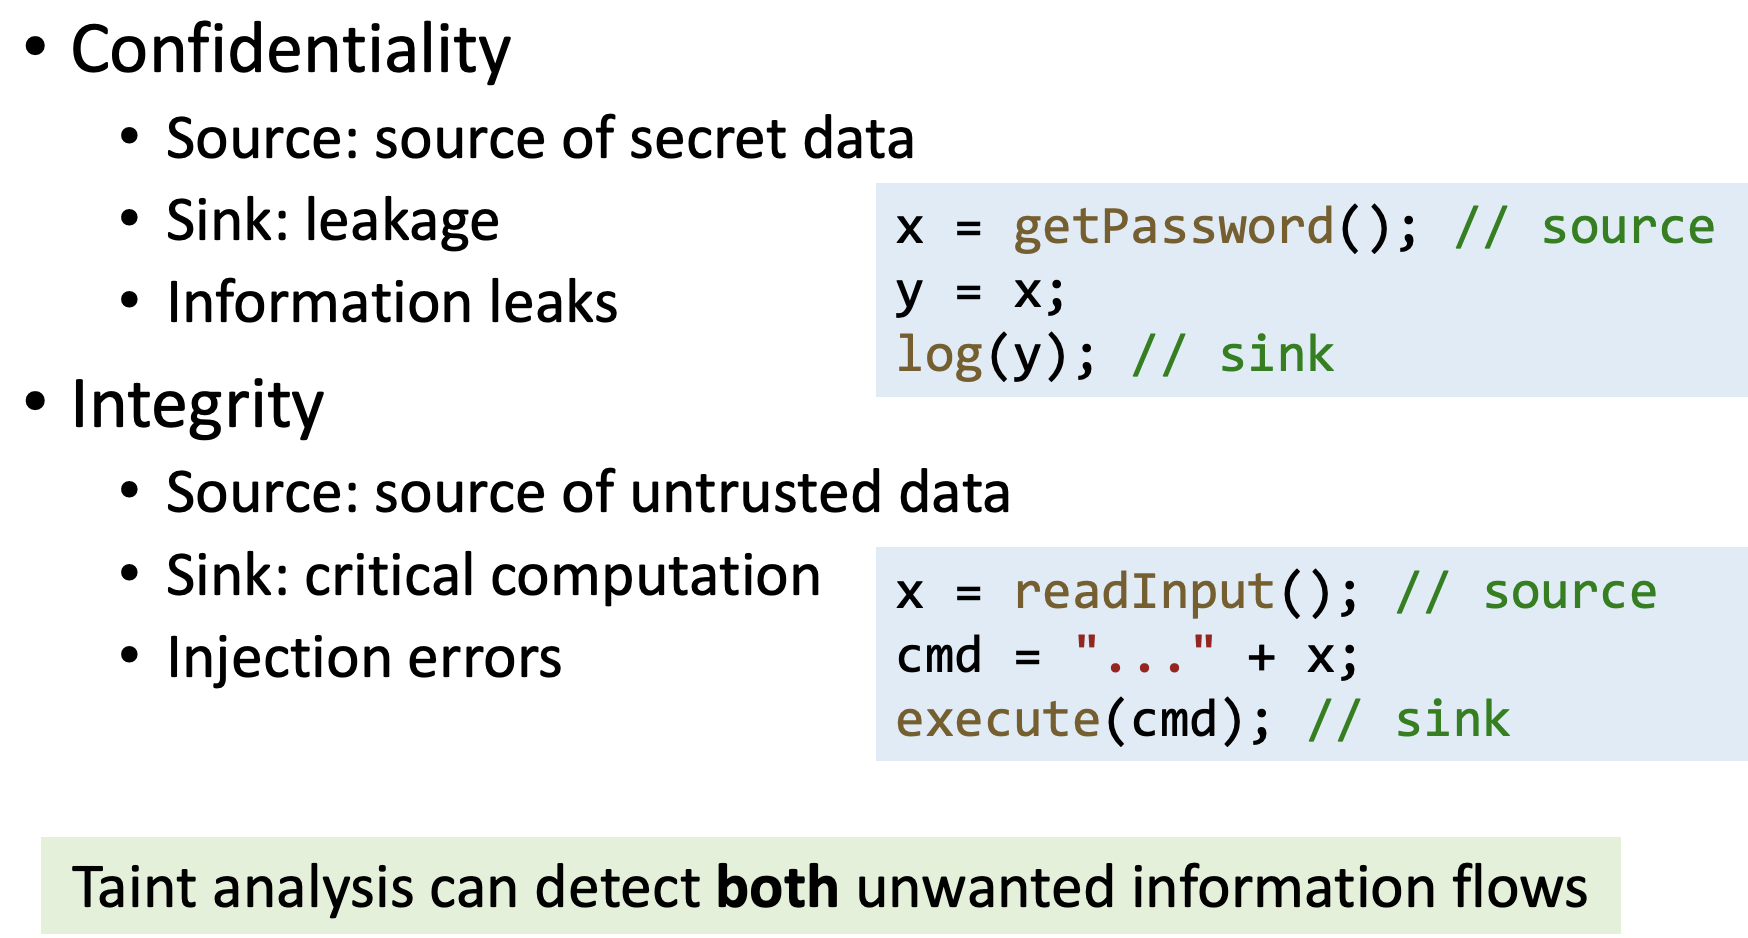 • Confidentiality
• Source: source of secret data
• Sink: leakage
• Information leaks
x = getPassword(); // source
y = x;
log(y); // sink
• Integrity
• Source: source of untrusted data
• Sink: critical computation
• Injection errors
x = readInput(); // source
cmd = "..." + x;
execute(cmd); // sink
Taint analysis can detect both unwanted information flows